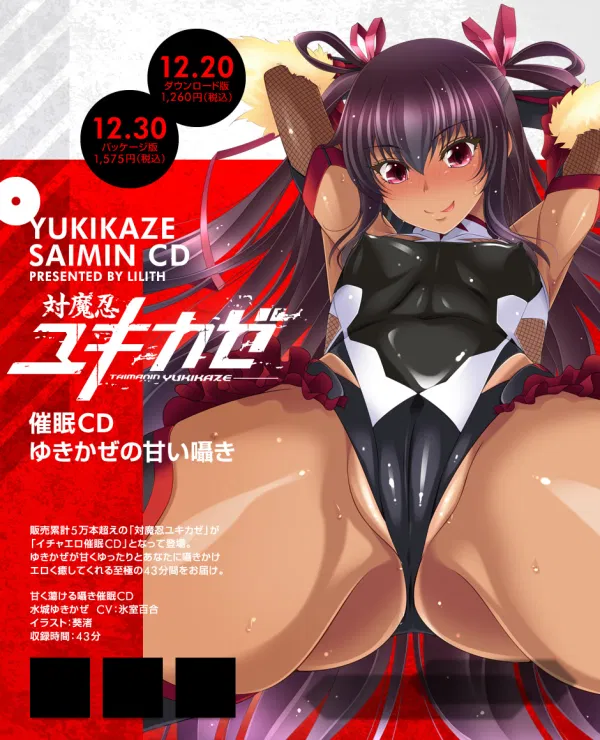 12.20
ダウンロード版
1,260円(税込)
12.30
パッケージ版
1,575円(税込)
YUKIKAZE
SAIMIN CD
PRESENTED BY LILITH
対魔忍
ユキカゼ
TAIMANIN YUKIKAZE
催眠CD
ゆきかぜの甘い囁き
販売累計5万本超えの「対魔忍ユキカゼ」が
「イチャエロ催眠CD」となって登場。
ゆきかぜが甘くゆったりとあなたに囁きかけ
エロく癒してくれる至極の43分間をお届け。
甘く蕩ける囁き催眠CD
水城ゆきかぜ CV:氷室百合
イラスト:葵渚
収録時間:43分